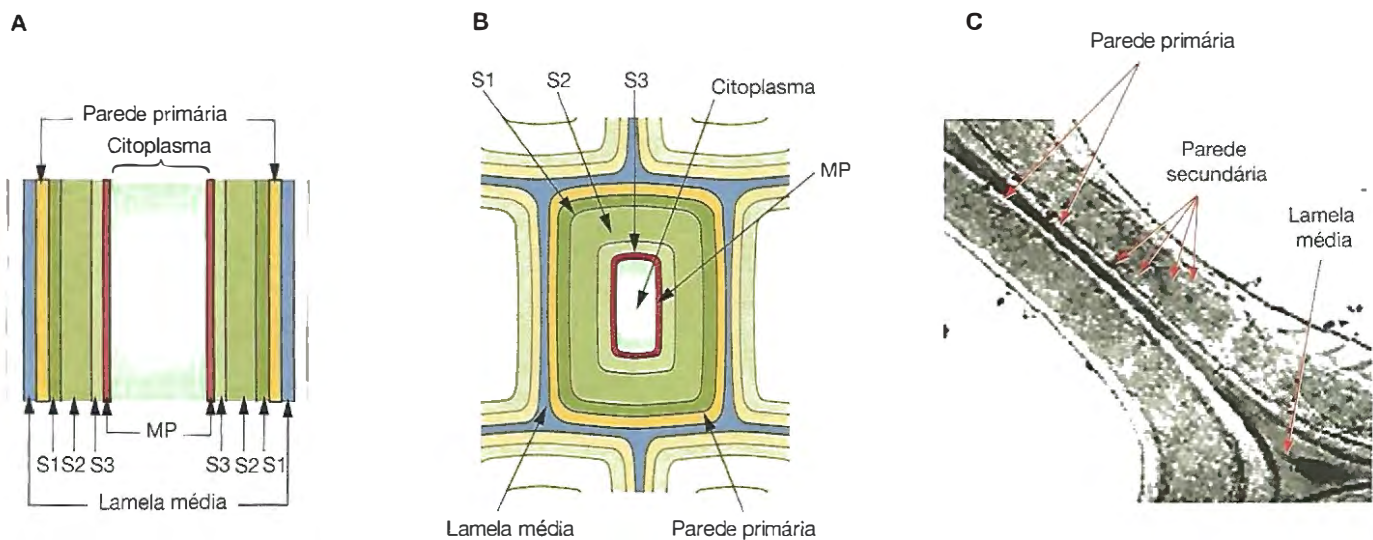 A
Parede primária
Citoplasma
MP
S1 S2 S3
S3 S2 S1
Lamela média
B
S1
S2
S3
Citoplasma
MP
Lamela média
Parede primária
C
Parede primária
Parede
secundária
Lamela
média